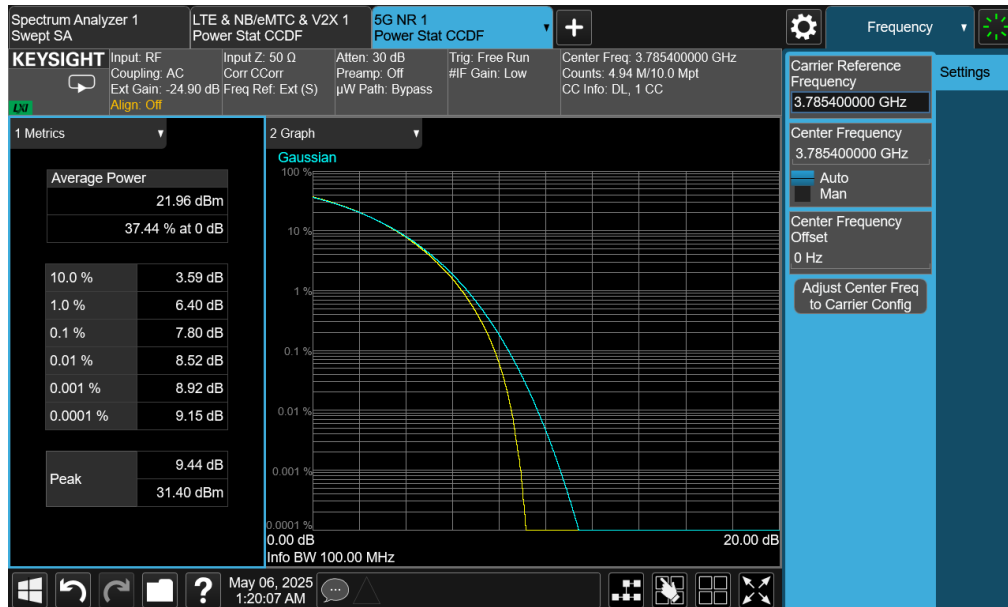 Spectrum Analyzer 1
Swept SA
LTE & NB/eMTC & V2X 1
Power Stat CCDF
5G NR 1
Power Stat CCDF
Frequency
KEYSIGHT
LXI
Input: RF
Coupling: AC
Ext Gain: -24.90 dB
Align: Off
Input Z: 50 Ω
Corr CCorr
Freq Ref: Ext (S)
Atten: 30 dB
Preamp: Off
µW Path: Bypass
Trig: Free Run
#IF Gain: Low
Center Freq: 3.785400000 GHz
Counts: 4.94 M/10.0 Mpt
CC Info: DL, 1 CC
Carrier Reference
Frequency
3.785400000 GHz
Settings
Center Frequency
3.785400000 GHz
Auto
Man
Center Frequency
Offset
0 Hz
Adjust Center Freq
to Carrier Config
1 Metrics
Average Power
21.96 dBm
37.44 % at 0 dB
10.0 % 3.59 dB
1.0 % 6.40 dB
0.1 % 7.80 dB
0.01 % 8.52 dB
0.001 % 8.92 dB
0.0001 % 9.15 dB
Peak
9.44 dB
31.40 dBm
2 Graph
Gaussian
100 %
10 %
1 %
0.1 %
0.01 %
0.001 %
0.0001 %
0.00 dB 20.00 dB
Info BW 100.00 MHz
?
May 06, 2025
1:20:07 AM